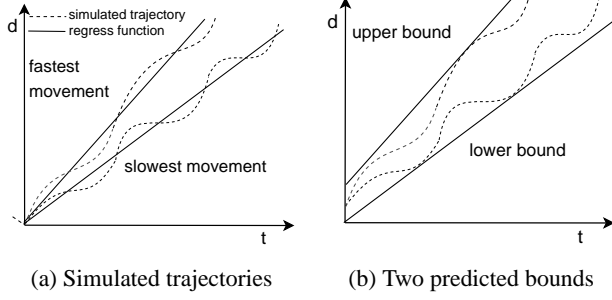 d
simulated trajectory
regress function
fastest
movement
slowest movement
t
d
upper bound
lower bound
t
(a) Simulated trajectories
(b) Two predicted bounds